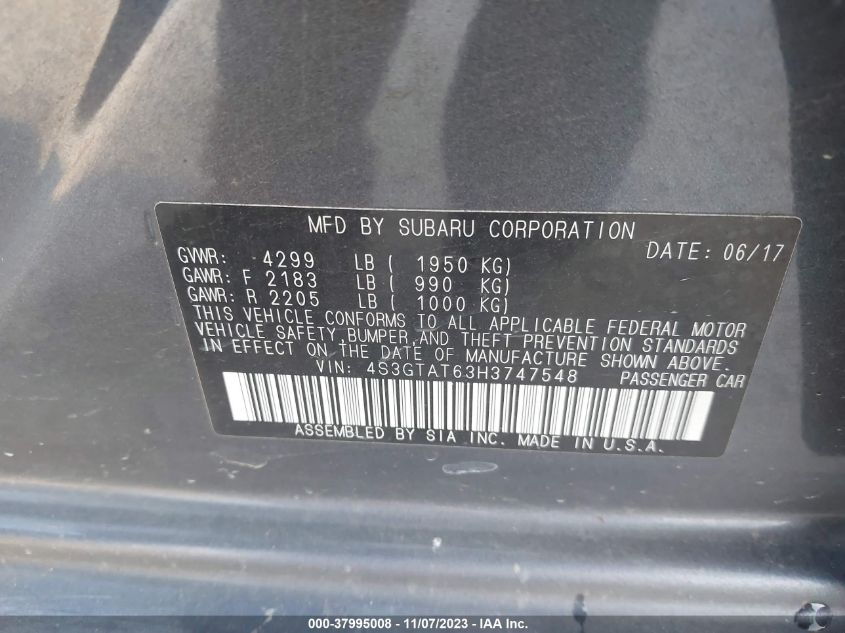 MFD BY SUBARU CORPORATION
DATE: 06/17
GVWR: 4299 LB ( 1950 KG)
GAWR: F 2183 LB ( 990 KG)
GAWR: R 2205 LB ( 1000 KG)
THIS VEHICLE CONFORMS TO ALL APPLICABLE FEDERAL MOTOR
VEHICLE SAFETY,BUMPER,AND THEFT PREVENTION STANDARDS
IN EFFECT ON THE DATE OF MANUFACTURE SHOWN ABOVE.
VIN: 4S3GTAT63H3747548 PASSENGER CAR
ASSEMBLED BY SIA INC. MADE IN U.S.A.
000-37995008 - 11/07/2023 - IAA Inc.